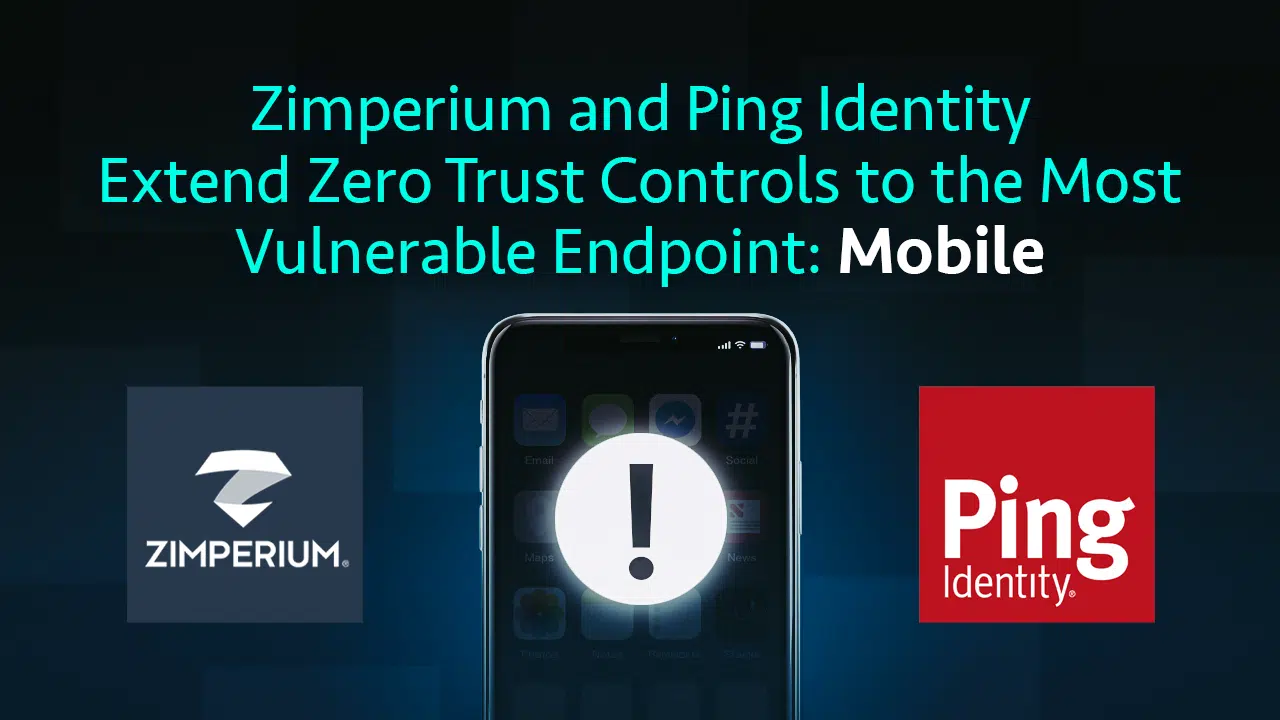 Zimperium and Ping Identity
Extend Zero Trust Controls to the Most
Vulnerable Endpoint: Mobile
Email
#
Social
Maps
!
News
ZIMPERIUM®
Ping
Identity®